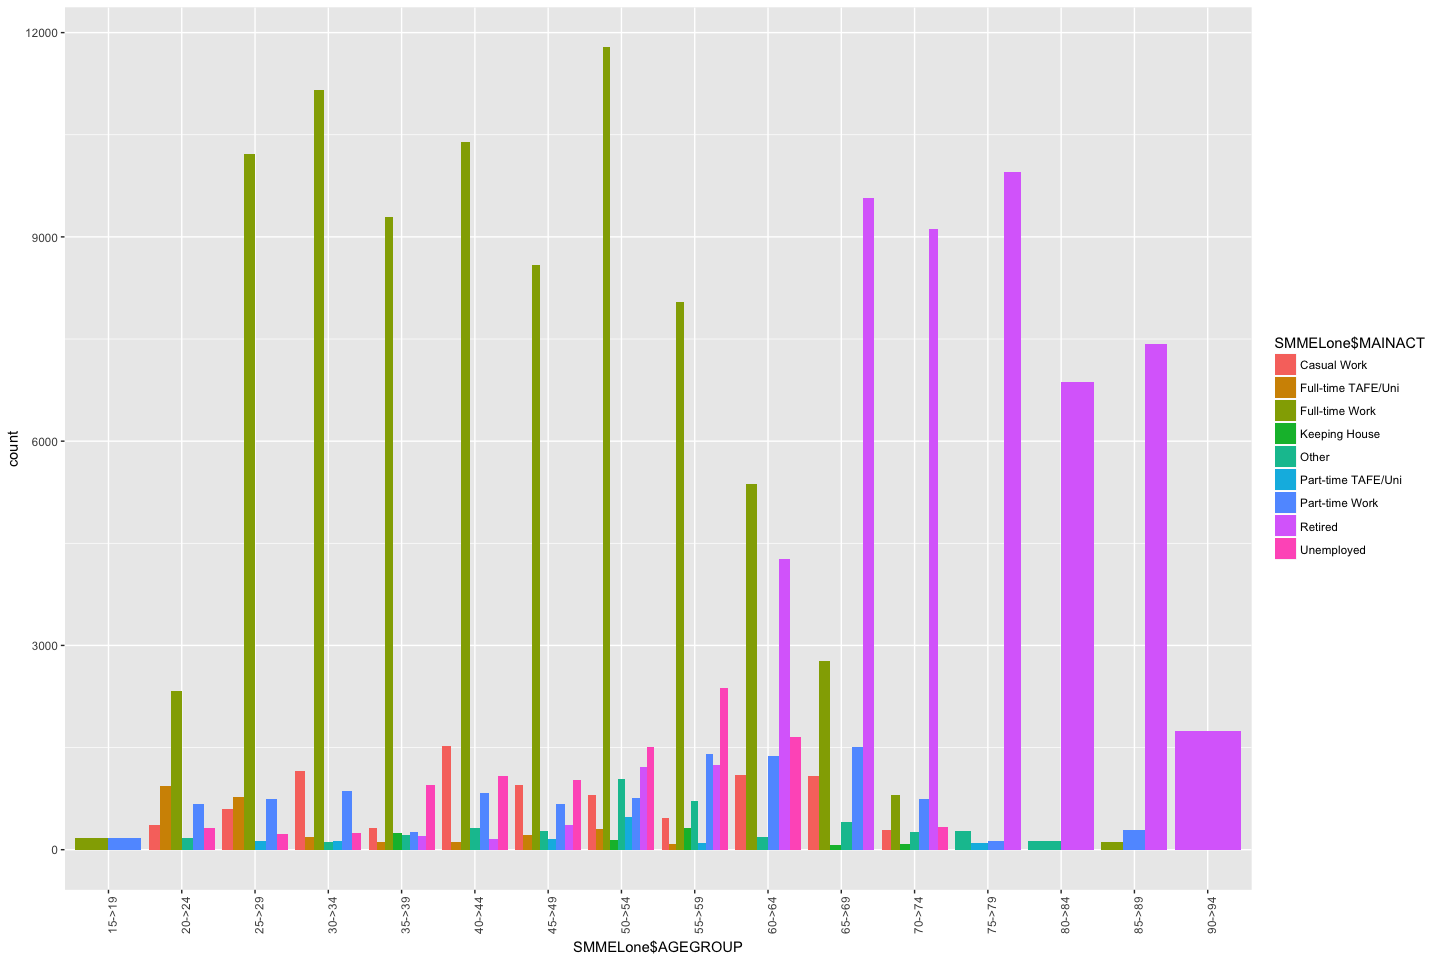 12000
9000
6000
3000
0
count
15->19
20->24
25->29
30->34
35->39
40->44
45->49
50->54
55->59
60->64
65->69
70->74
75->79
80->84
85->89
90->94
SMMELone$AGEGROUP
SMMELone$MAINACT
Casual Work
Full-time TAFE/Uni
Full-time Work
Keeping House
Other
Part-time TAFE/Uni
Part-time Work
Retired
Unemployed